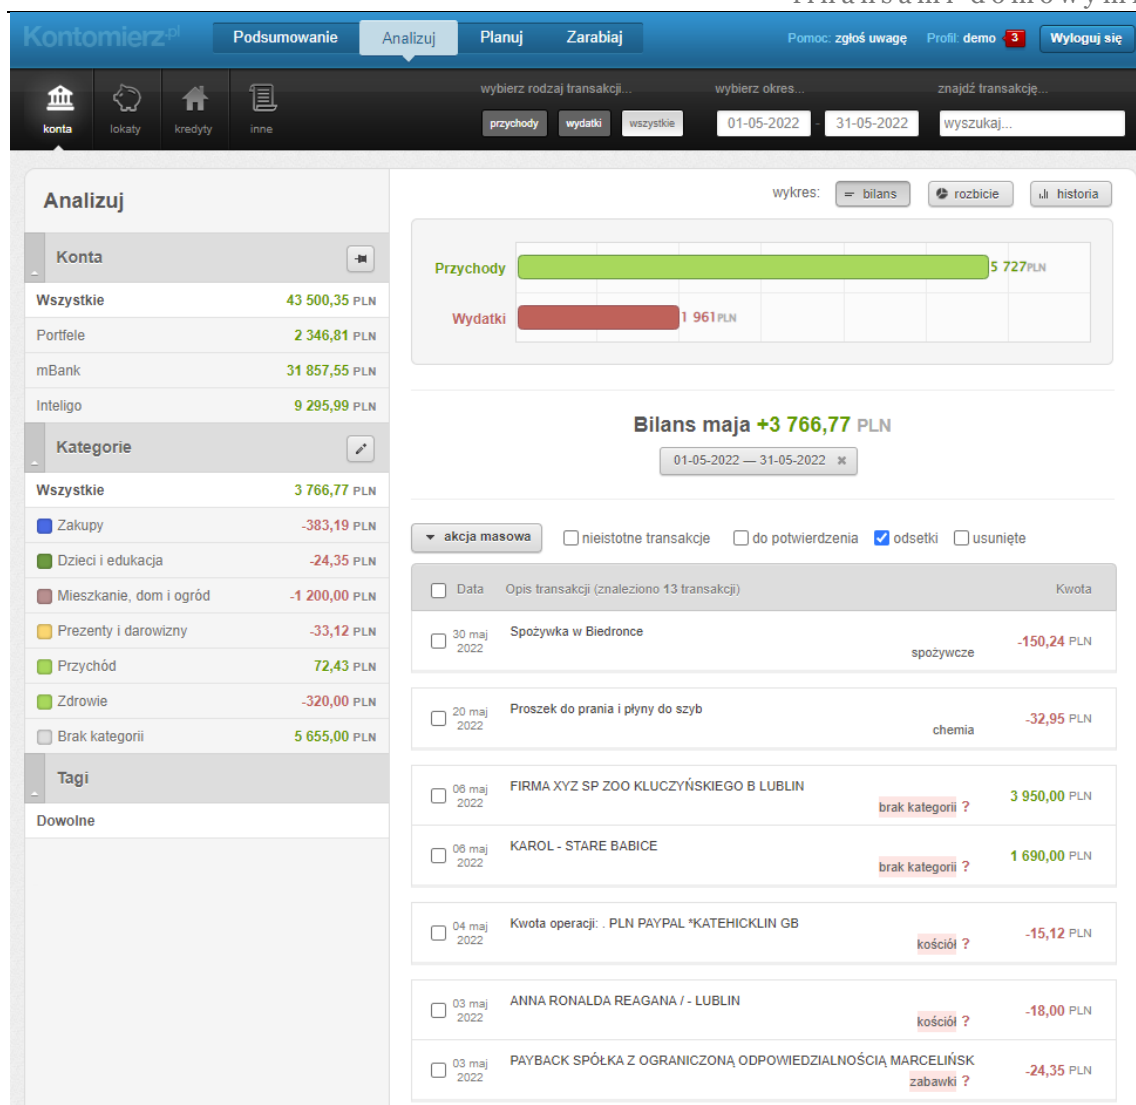 finansami domowymi
Kontomierz.pl Podsumowanie Analizuj Planuj Zarabiaj Pomoc: zgłoś uwagę Profil: demo 3 Wyloguj się
wybierz rodzaj transakcji... wybierz okres... znajdź transakcję...
konta lokaty kredyty inne przychody wydatki wszystkie 01-05-2022 - 31-05-2022 wyszukaj...
Analizuj
wykres: bilans rozbicie historia
Konta
Wszystkie 43 500,35 PLN
Portfele 2 346,81 PLN
mBank 31 857,55 PLN
Inteligo 9 295,99 PLN
Kategorie
Wszystkie 3 766,77 PLN
Zakupy -383,19 PLN
Dzieci i edukacja -24,35 PLN
Mieszkanie, dom i ogród -1 200,00 PLN
Prezenty i darowizny -33,12 PLN
Przychód 72,43 PLN
Zdrowie -320,00 PLN
Brak kategorii 5 655,00 PLN
Tagi
Dowolne
Przychody 5 727 PLN
Wydatki 1 961 PLN
Bilans maja +3 766,77 PLN
01-05-2022 — 31-05-2022
akcja masowa nieistotne transakcje do potwierdzenia odsetki usunięte
Data Opis transakcji (znaleziono 13 transakcji) Kwota
30 maj 2022 Spożywka w Biedronce spożywcze -150,24 PLN
20 maj 2022 Proszek do prania i płyny do szyb chemia -32,95 PLN
06 maj 2022 FIRMA XYZ SP ZOO KLUCZYŃSKIEGO B LUBLIN brak kategorii ? 3 950,00 PLN
06 maj 2022 KAROL - STARE BABICE brak kategorii ? 1 690,00 PLN
04 maj 2022 Kwota operacji: . PLN PAYPAL *KATEHICKLIN GB kościół ? -15,12 PLN
03 maj 2022 ANNA RONALDA REAGANA / - LUBLIN kościół ? -18,00 PLN
03 maj 2022 PAYBACK SPÓŁKA Z OGRANICZONĄ ODPOWIEDZIALNOŚCIĄ MARCELIŃSK zabawki ? -24,35 PLN